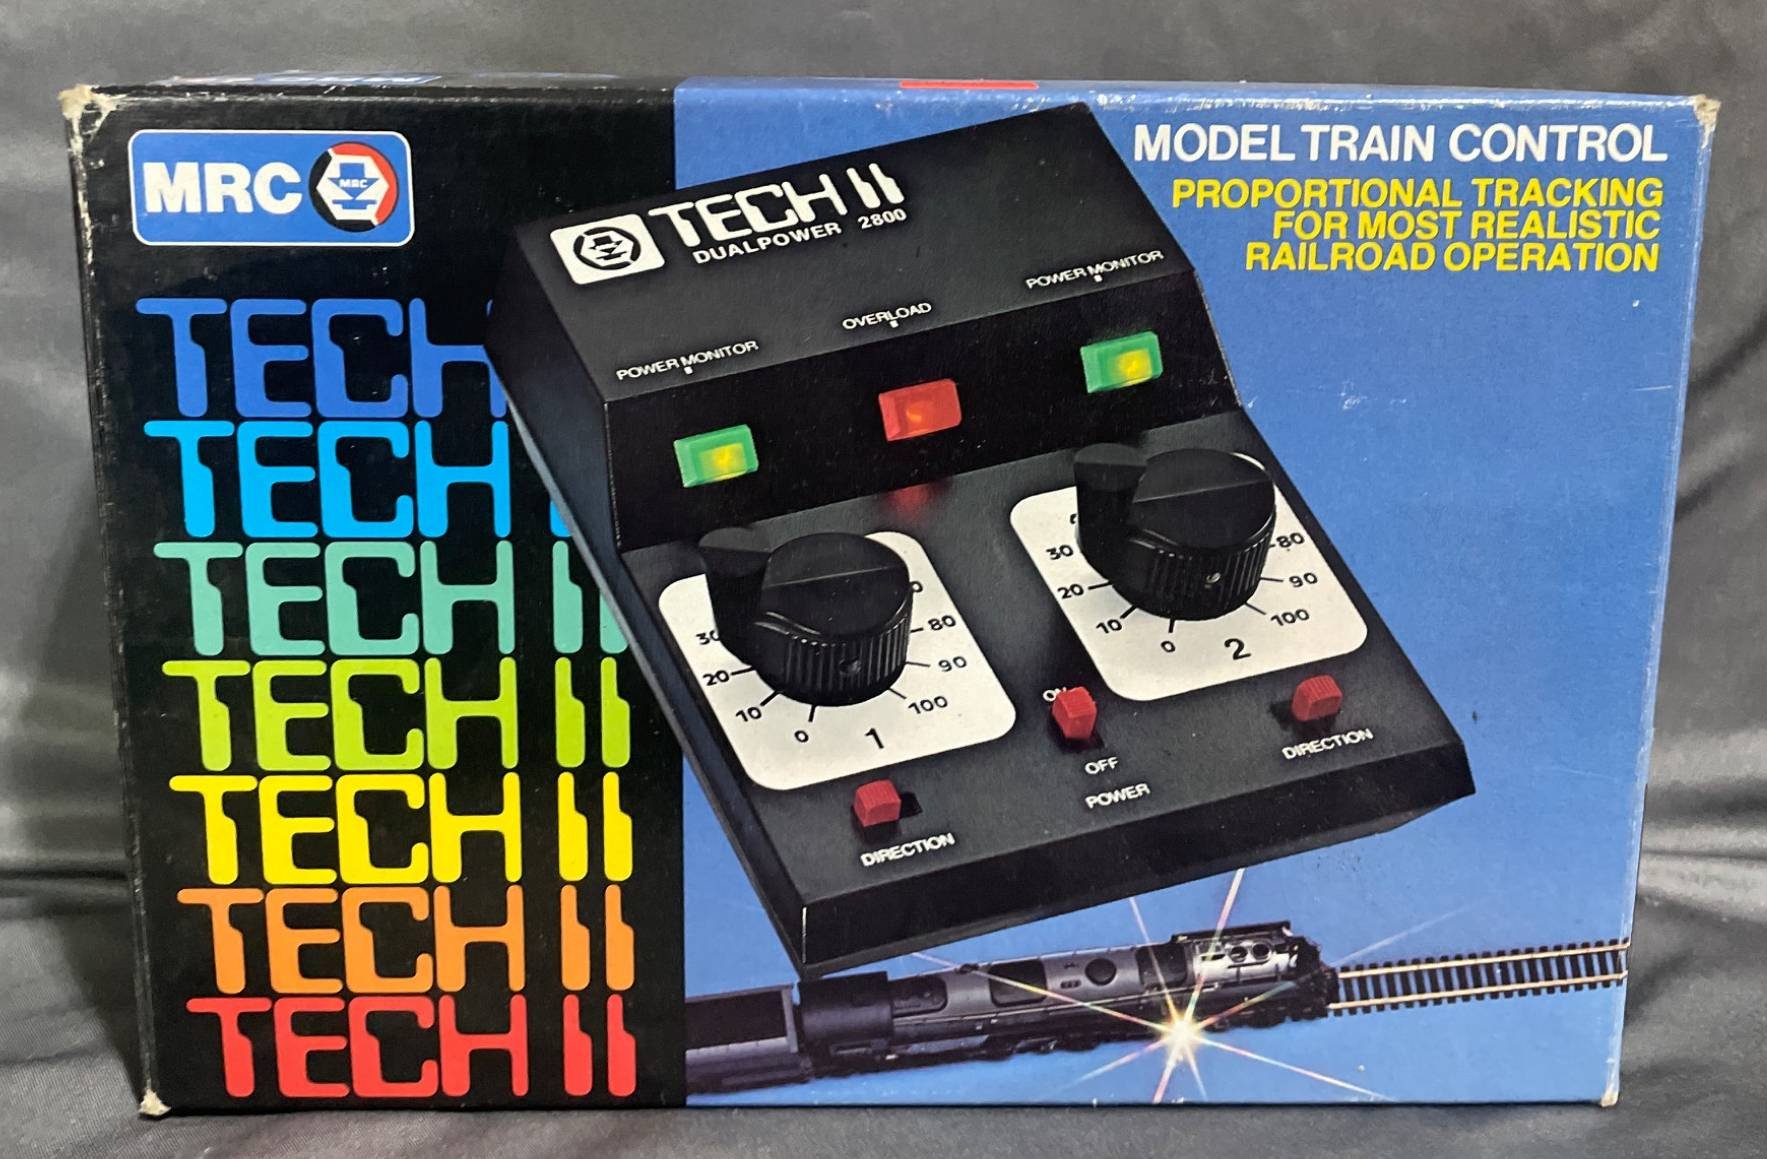 MRC
MRC
TECH II
DUALPOWER 2800
MODEL TRAIN CONTROL
PROPORTIONAL TRACKING
FOR MOST REALISTIC
RAILROAD OPERATION
POWER MONITOR
OVERLOAD
POWER MONITOR
TECH
TECH
TECH II
TECH II
TECH II
TECH II
TECH II
30
20
10
0
80
90
100
1
30
20
10
0
80
90
100
2
ON
OFF
POWER
DIRECTION
DIRECTION